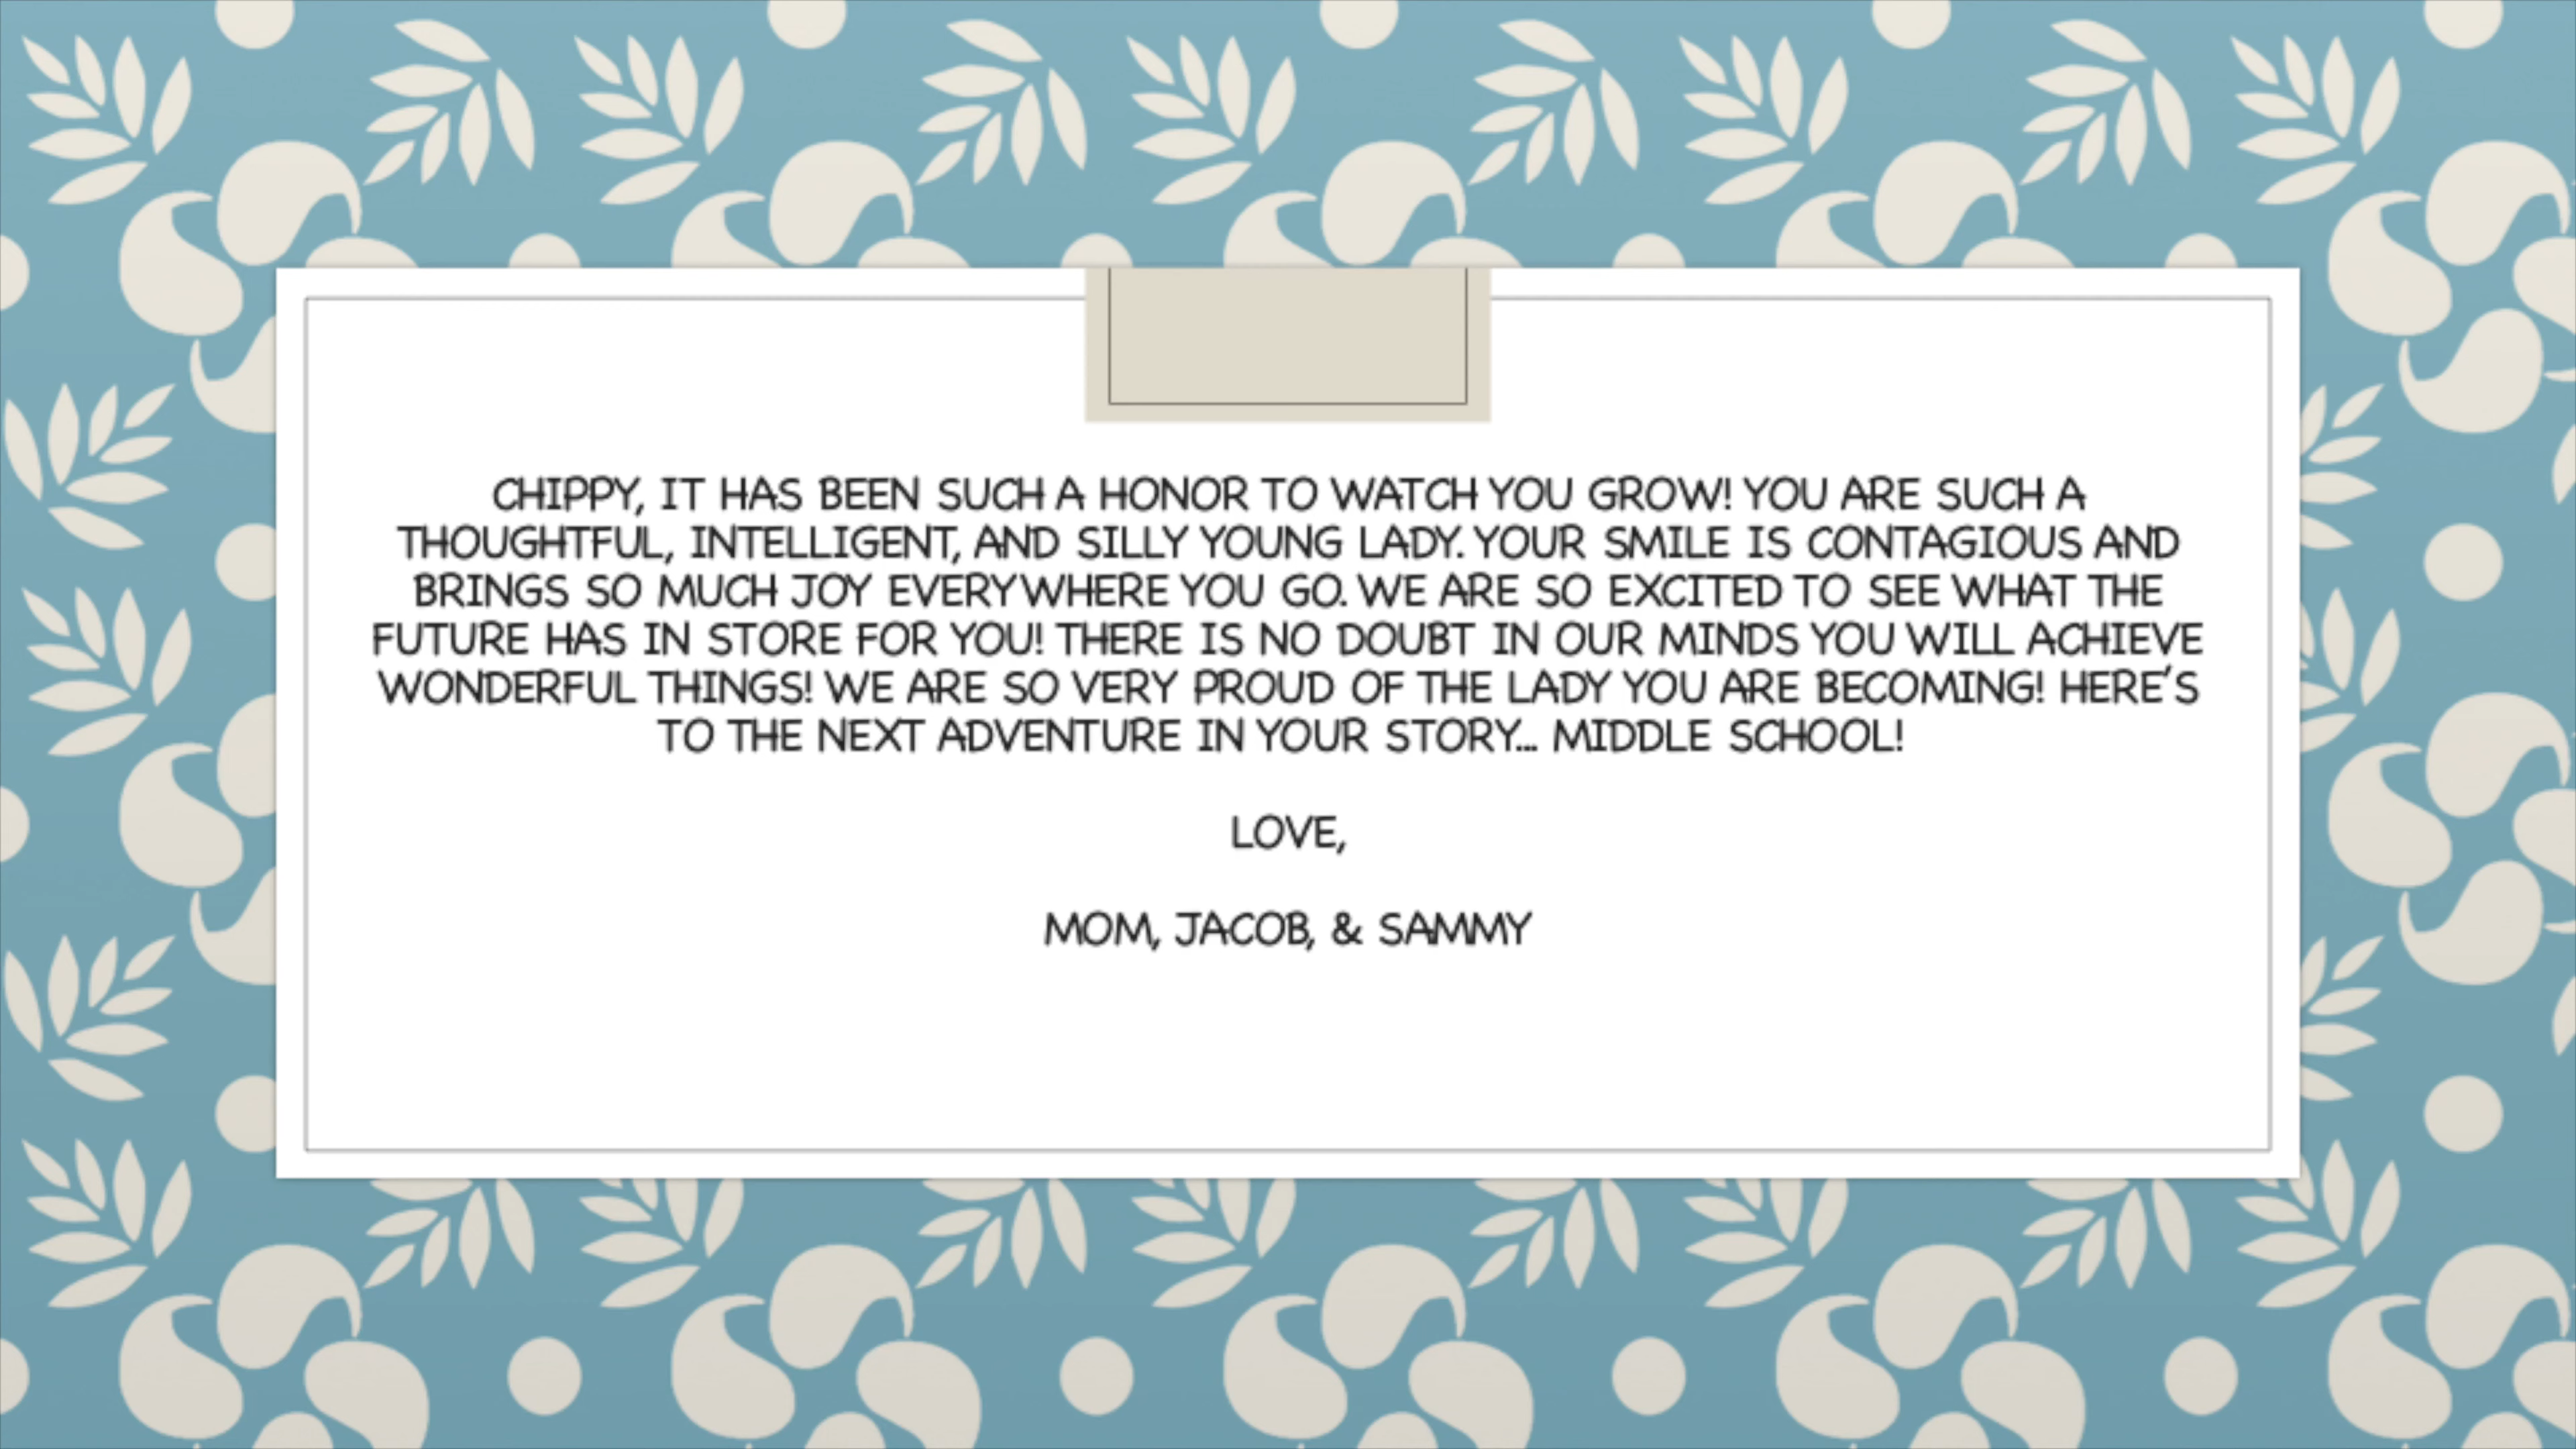 CHIPPY, IT HAS BEEN SUCH A HONOR TO WATCH YOU GROW! YOU ARE SUCH A
THOUGHTFUL, INTELLIGENT, AND SILLY YOUNG LADY. YOUR SMILE IS CONTAGIOUS AND
BRINGS SO MUCH JOY EVERYWHERE YOU GO. WE ARE SO EXCITED TO SEE WHAT THE
FUTURE HAS IN STORE FOR YOU! THERE IS NO DOUBT IN OUR MINDS YOU WILL ACHIEVE
WONDERFUL THINGS! WE ARE SO VERY PROUD OF THE LADY YOU ARE BECOMING! HERE'S
TO THE NEXT ADVENTURE IN YOUR STORY... MIDDLE SCHOOL!
LOVE,
MOM, JACOB, & SAMMY